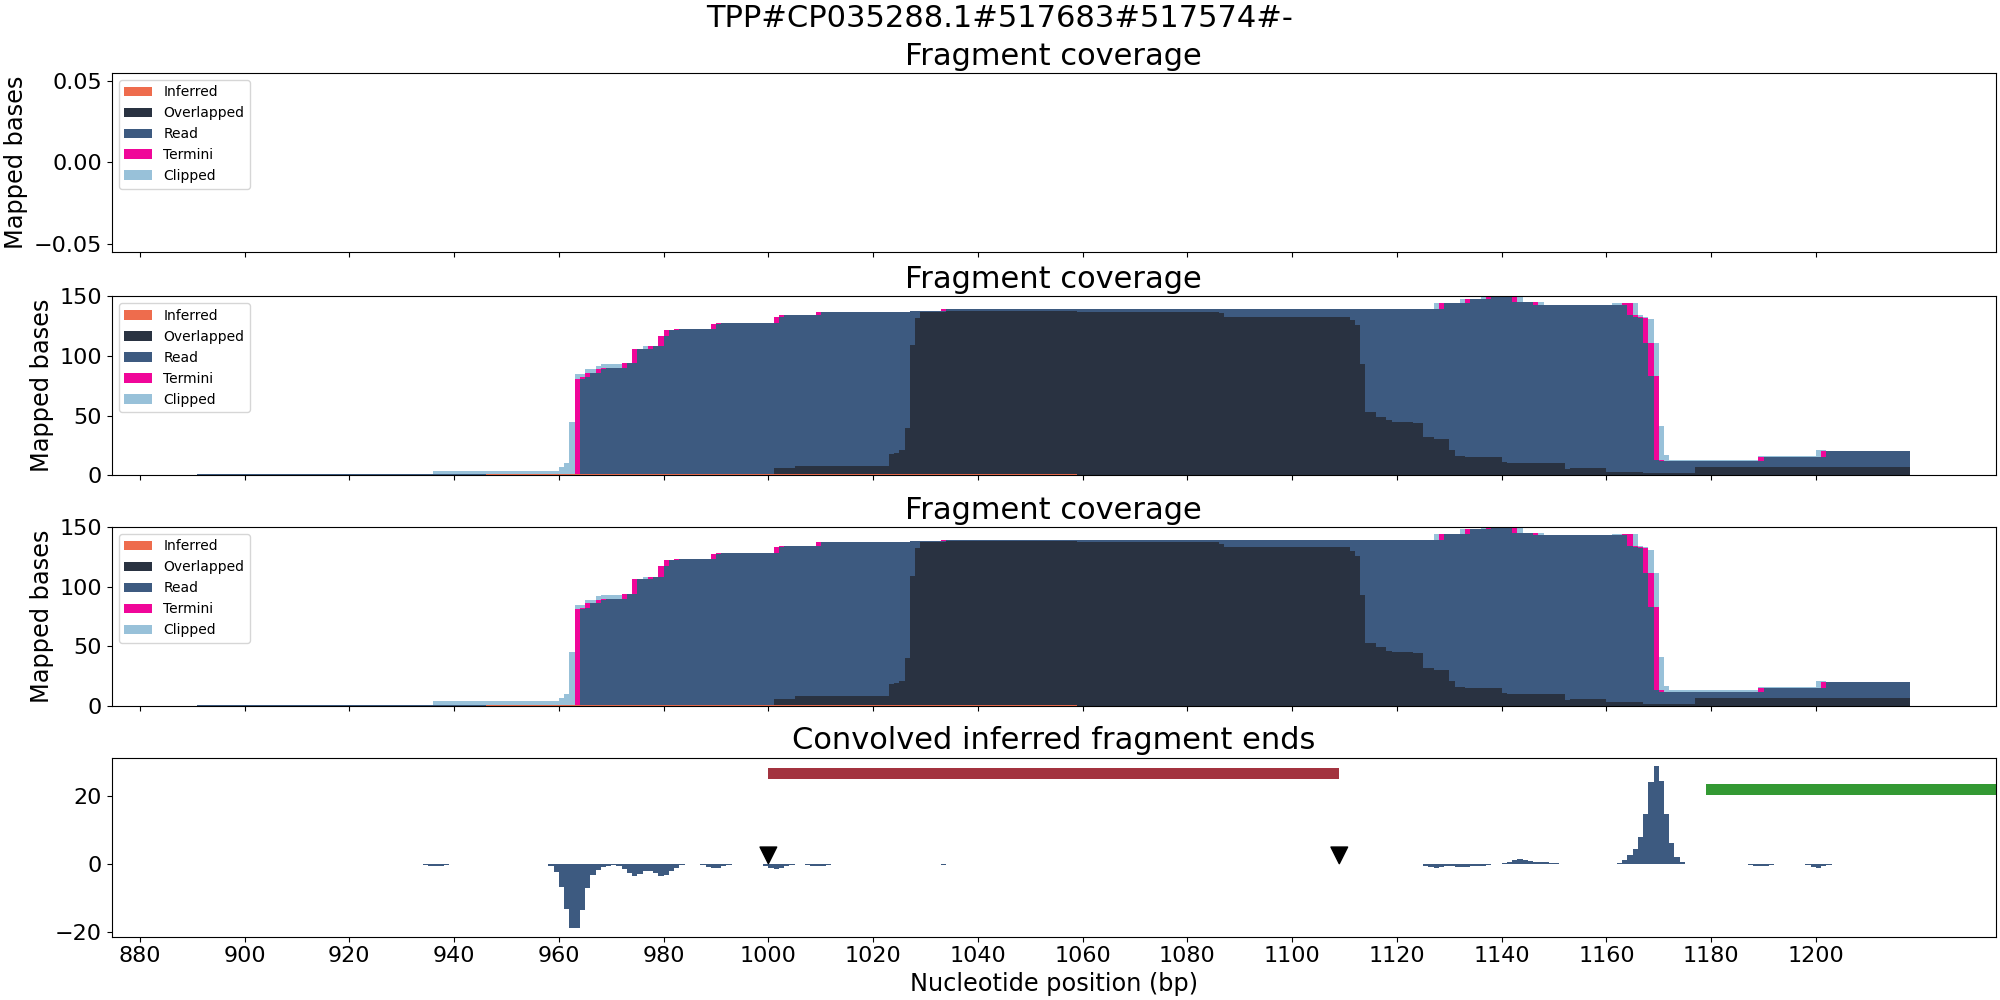 TPP#CP035288.1#517683#517574#-
Fragment coverage
Mapped bases
0.05
0.00
−0.05
Inferred
Overlapped
Read
Termini
Clipped
Fragment coverage
Mapped bases
150
100
50
0
Inferred
Overlapped
Read
Termini
Clipped
Fragment coverage
Mapped bases
150
100
50
0
Inferred
Overlapped
Read
Termini
Clipped
Convolved inferred fragment ends
20
0
−20
880 900 920 940 960 980 1000 1020 1040 1060 1080 1100 1120 1140 1160 1180 1200
Nucleotide position (bp)